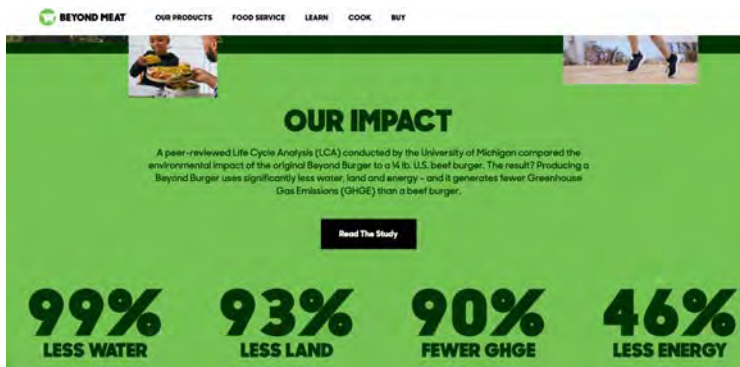 BEYOND MEAT OUR PRODUCTS FOOD SERVICE LEARN COOK BUY
OUR IMPACT
A peer-reviewed Life Cycle Analysis (LCA) conducted by the University of Michigan compared the
environmental impact of the original Beyond Burger to a ¼ lb. U.S. beef burger. The result? Producing a
Beyond Burger uses significantly less water, land and energy - and it generates fewer Greenhouse
Gas Emissions (GHGE) than a beef burger.
Read The Study
99% 93% 90% 46%
LESS WATER LESS LAND FEWER GHGE LESS ENERGY